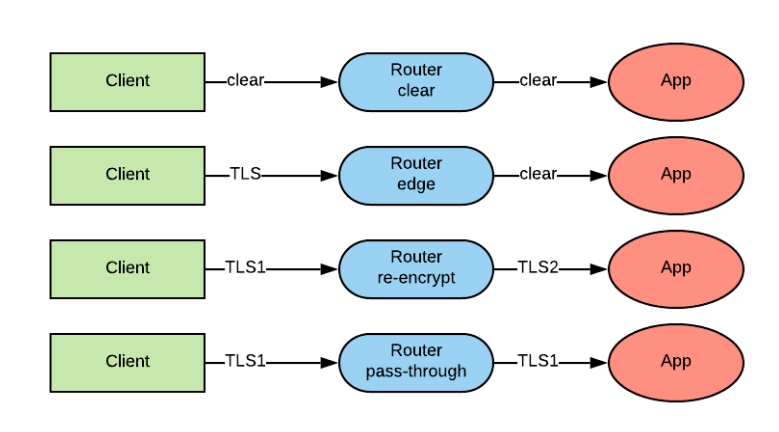 Client
clear
Router
clear
clear
App
Client
TLS
Router
edge
clear
App
Client
TLS1
Router
re-encrypt
TLS2
App
Client
TLS1
Router
pass-through
TLS1
App